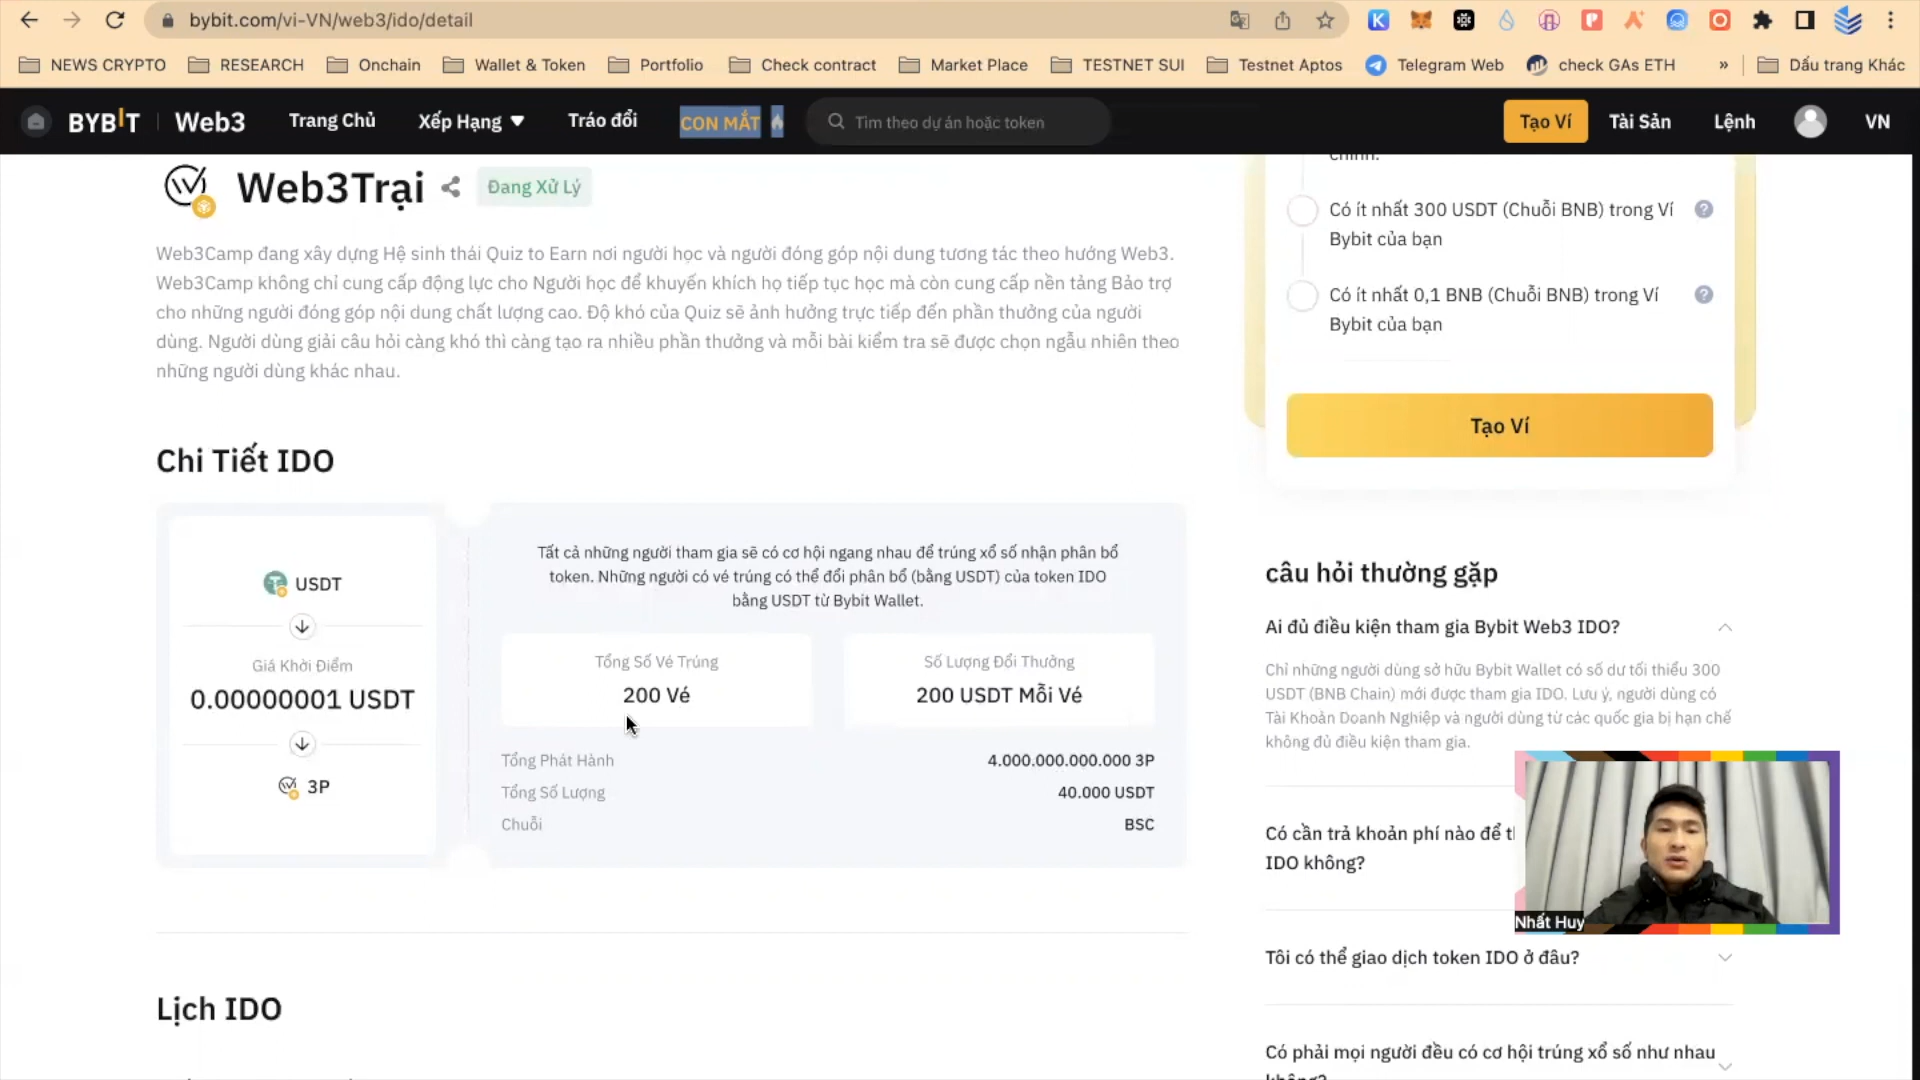 bybit.com/vi-VN/web3/ido/detail
NEWS CRYPTO
RESEARCH
Onchain
Wallet & Token
Portfolio
Check contract
Market Place
TESTNET SUI
Testnet Aptos
Telegram Web
check GAs ETH
»
Dấu trang Khác
BYBIT
Web3
Trang Chủ
Xếp Hạng
Tráo đổi
CON MẮT
Tìm theo dự án hoặc token
Tạo Ví
Tài Sản
Lệnh
VN
Web3Trại
Đang Xử Lý
Web3Camp đang xây dựng Hệ sinh thái Quiz to Earn nơi người học và người đóng góp nội dung tương tác theo hướng Web3.
Web3Camp không chỉ cung cấp động lực cho Người học để khuyến khích họ tiếp tục học mà còn cung cấp nền tảng Bảo trợ
cho những người đóng góp nội dung chất lượng cao. Độ khó của Quiz sẽ ảnh hưởng trực tiếp đến phần thưởng của người
dùng. Người dùng giải câu hỏi càng khó thì càng tạo ra nhiều phần thưởng và mỗi bài kiểm tra sẽ được chọn ngẫu nhiên theo
những người dùng khác nhau.
Chi Tiết IDO
USDT
Giá Khởi Điểm
0.00000001 USDT
3P
Tất cả những người tham gia sẽ có cơ hội ngang nhau để trúng xổ số nhận phân bổ
token. Những người có vé trúng có thể đổi phân bổ (bằng USDT) của token IDO
bằng USDT từ Bybit Wallet.
Tổng Số Vé Trúng
200 Vé
Số Lượng Đổi Thưởng
200 USDT Mỗi Vé
Tổng Phát Hành
4.000.000.000.000 3P
Tổng Số Lượng
40.000 USDT
Chuỗi
BSC
Lịch IDO
chính.
Có ít nhất 300 USDT (Chuỗi BNB) trong Ví
Bybit của bạn
Có ít nhất 0,1 BNB (Chuỗi BNB) trong Ví
Bybit của bạn
Tạo Ví
câu hỏi thường gặp
Ai đủ điều kiện tham gia Bybit Web3 IDO?
Chỉ những người dùng sở hữu Bybit Wallet có số dư tối thiểu 300
USDT (BNB Chain) mới được tham gia IDO. Lưu ý, người dùng có
Tài Khoản Doanh Nghiệp và người dùng từ các quốc gia bị hạn chế
không đủ điều kiện tham gia.
Có cần trả khoản phí nào để
IDO không?
Nhất Huy
Tôi có thể giao dịch token IDO ở đâu?
Có phải mọi người đều có cơ hội trúng xổ số như nhau
không?